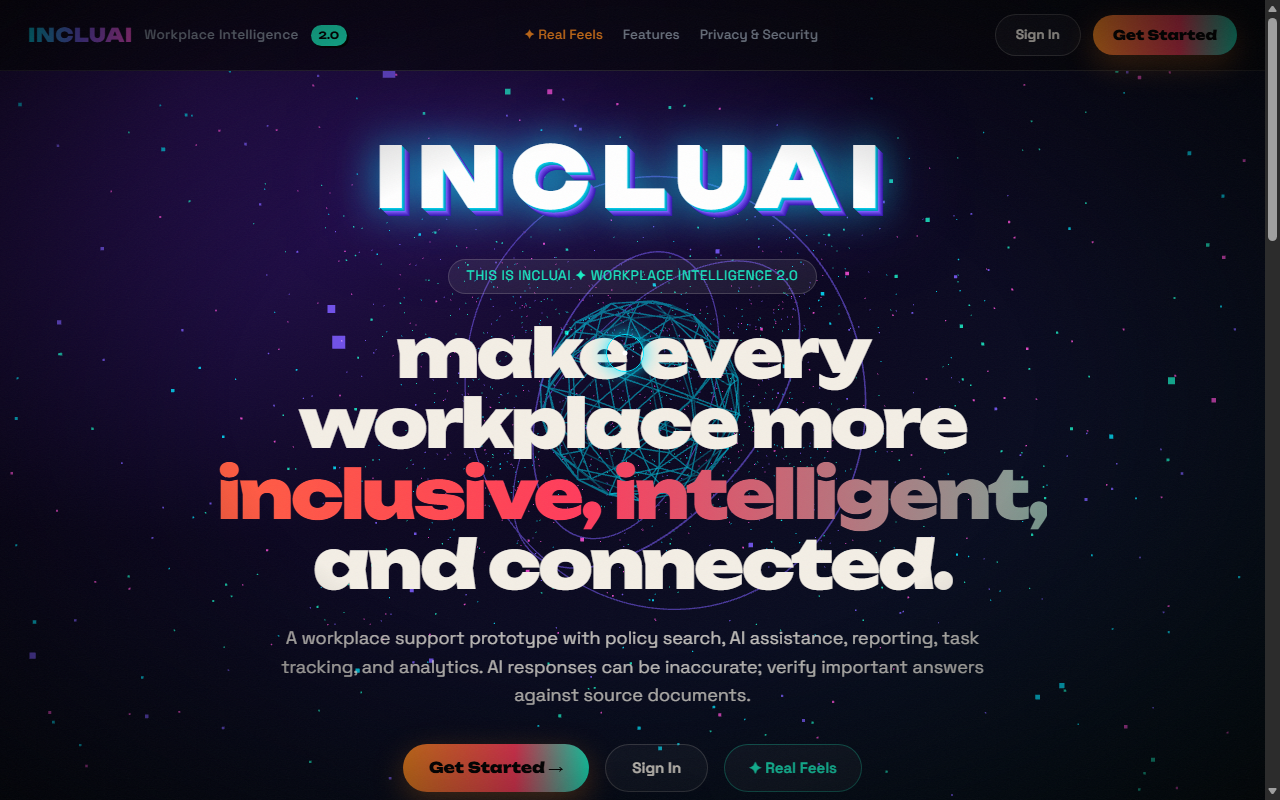 INCLUAI Workplace Intelligence 2.0
✦ Real Feels Features Privacy & Security
Sign In Get Started
INCLUAI
THIS IS INCLUAI ✦ WORKPLACE INTELLIGENCE 2.0
make every
workplace more
inclusive, intelligent,
and connected.
A workplace support prototype with policy search, AI assistance, reporting, task
tracking, and analytics. AI responses can be inaccurate; verify important answers
against source documents.
Get Started → Sign In ✦ Real Feels